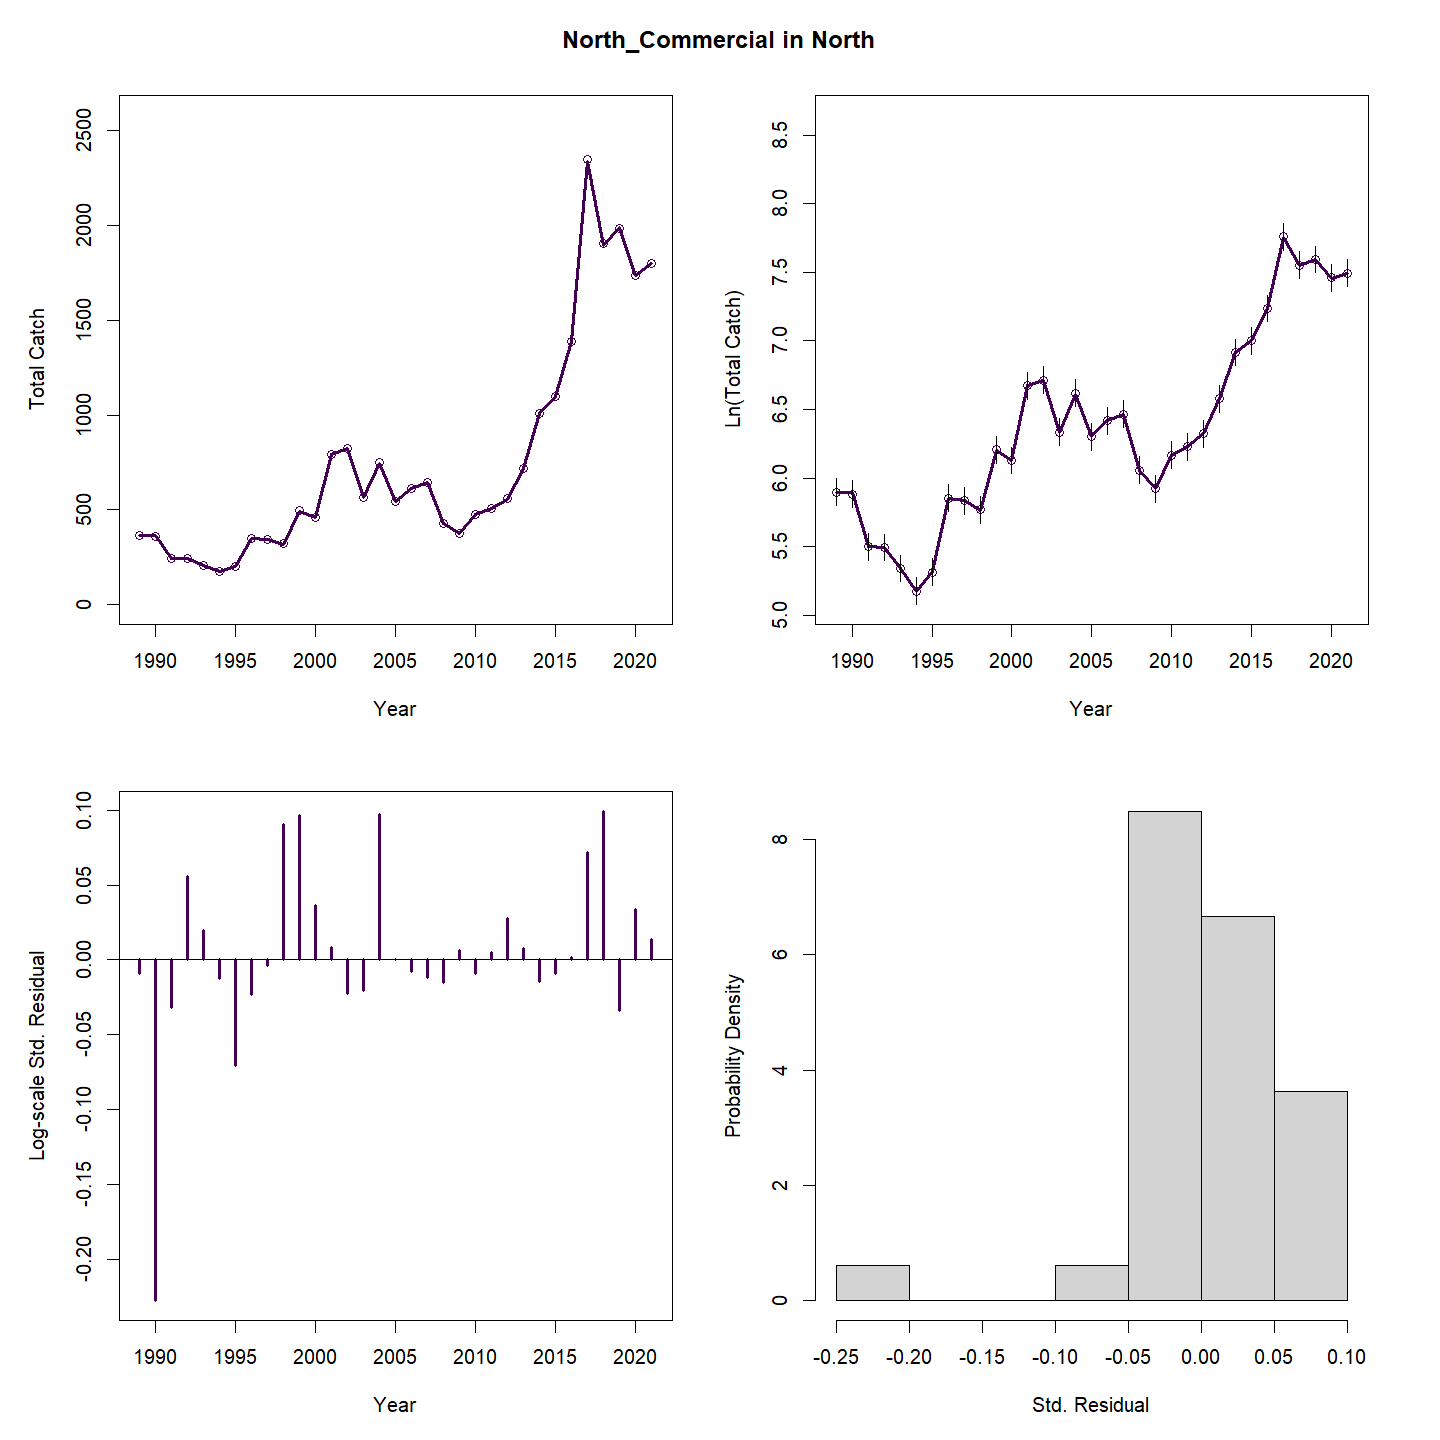 North_Commercial in North
Total Catch
0 500 1000 1500 2000 2500
1990 1995 2000 2005 2010 2015 2020
Year
Ln(Total Catch)
5.0 5.5 6.0 6.5 7.0 7.5 8.0 8.5
1990 1995 2000 2005 2010 2015 2020
Year
Log-scale Std. Residual
-0.20 -0.15 -0.10 -0.05 0.00 0.05 0.10
1990 1995 2000 2005 2010 2015 2020
Year
Probability Density
0 2 4 6 8
-0.25 -0.20 -0.15 -0.10 -0.05 0.00 0.05 0.10
Std. Residual